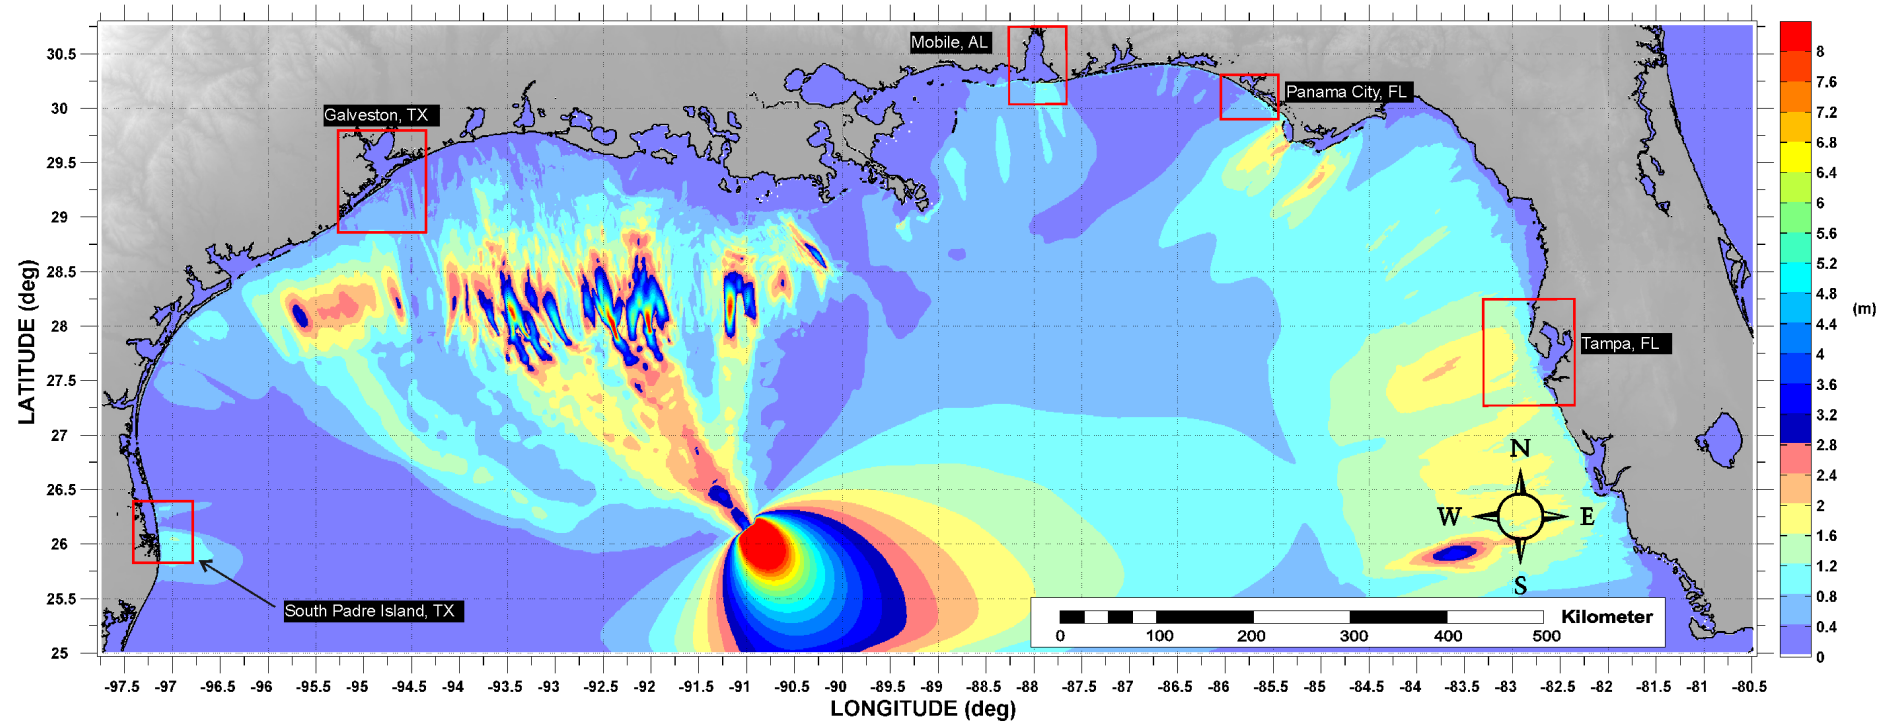 Mobile, AL
Panama City, FL
Galveston, TX
Tampa, FL
South Padre Island, TX
N
W E
S
Kilometer
0 100 200 300 400 500
LATITUDE (deg)
30.5
30
29.5
29
28.5
28
27.5
27
26.5
26
25.5
25
-97.5 -97 -96.5 -96 -95.5 -95 -94.5 -94 -93.5 -93 -92.5 -92 -91.5 -91 -90.5 -90 -89.5 -89 -88.5 -88 -87.5 -87 -86.5 -86 -85.5 -85 -84.5 -84 -83.5 -83 -82.5 -82 -81.5 -81 -80.5
LONGITUDE (deg)
8
7.6
7.2
6.8
6.4
6
5.6
5.2
4.8
(m)
4.4
4
3.6
3.2
2.8
2.4
2
1.6
1.2
0.8
0.4
0